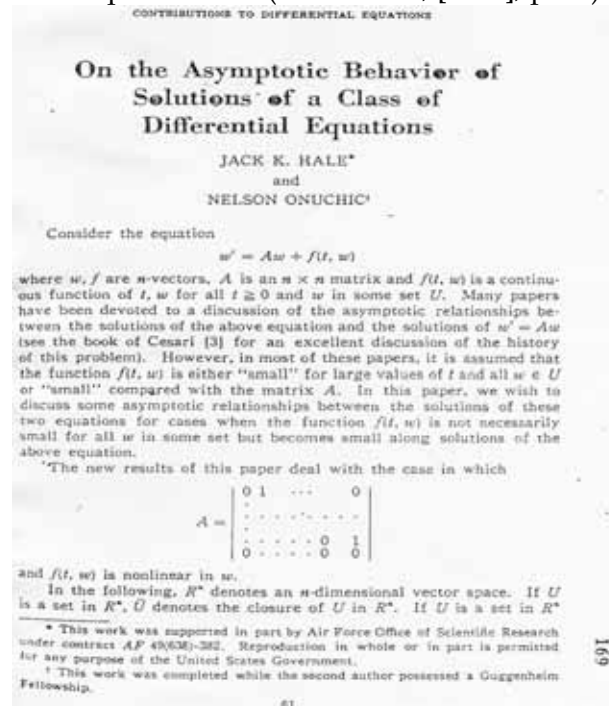 CONTRIBUTIONS TO DIFFERENTIAL EQUATIONS
On the Asymptotic Behavior of
Solutions of a Class of
Differential Equations
JACK K. HALE*
and
NELSON ONUCHIC†
Consider the equation
w' = Aw + f(t, w)
where w, f are n-vectors, A is an n × n matrix and f(t, w) is a continu-
ous function of t, w for all t ≧ 0 and w in some set U. Many papers
have been devoted to a discussion of the asymptotic relationships be-
tween the solutions of the above equation and the solutions of w' = Aw
(see the book of Cesari [3] for an excellent discussion of the history
of this problem). However, in most of these papers, it is assumed that
the function f(t, w) is either "small" for large values of t and all w ε U
or "small" compared with the matrix A. In this paper, we wish to
discuss some asymptotic relationships between the solutions of these
two equations for cases when the function f(t, w) is not necessarily
small for all w in some set but becomes small along solutions of the
above equation.
The new results of this paper deal with the case in which
0 1 ··· 0
· · · · · · · ·
A =
· · · · · 0 1
0 · · · · · 0 0
and f(t, w) is nonlinear in w.
In the following, Rⁿ denotes an n-dimensional vector space. If U
is a set in Rⁿ, Ū denotes the closure of U in Rⁿ. If U is a set in Rⁿ
* This work was supported in part by Air Force Office of Scientific Research
under contract AF 49(638)-382. Reproduction in whole or in part is permitted
for any purpose of the United States Government.
† This work was completed while the second author possessed a Guggenheim
Fellowship.
61
169